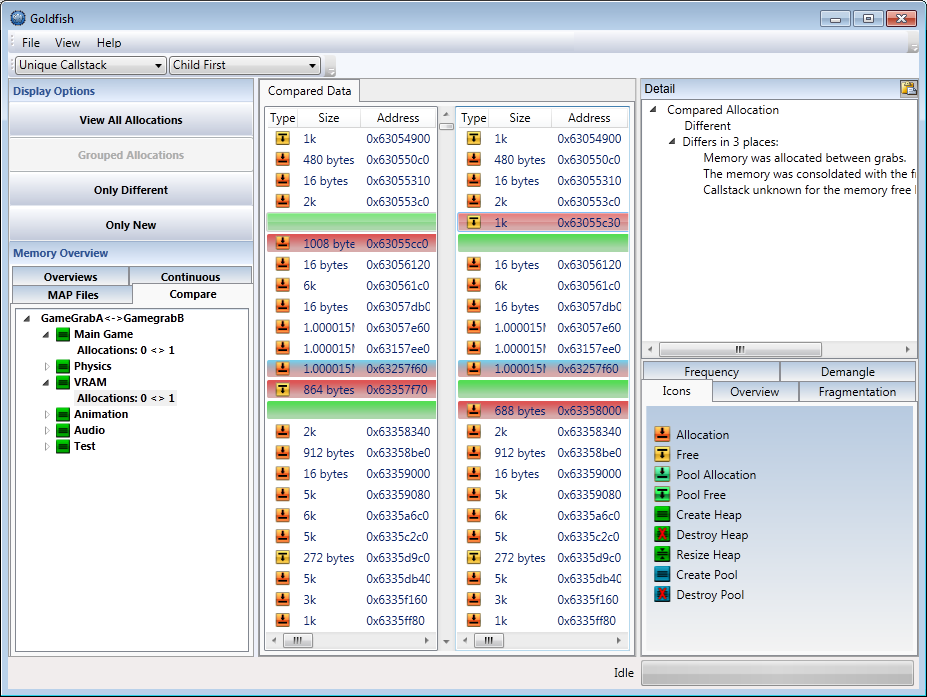 Goldfish
File View Help
Unique Callstack Child First
Display Options
View All Allocations
Grouped Allocations
Only Different
Only New
Memory Overview
Overviews Continuous
MAP Files Compare
GameGrabA<->GamegrabB
Main Game
Allocations: 0 <> 1
Physics
VRAM
Allocations: 0 <> 1
Animation
Audio
Test
Compared Data
Type Size Address
1k 0x63054900
480 bytes 0x630550c0
16 bytes 0x63055310
2k 0x630553c0
1008 byte 0x63055cc0
16 bytes 0x63056120
6k 0x630561c0
16 bytes 0x63057db0
1.000015 0x63057e60
1.000015 0x63157ee0
1.000015 0x63257f60
864 bytes 0x63357f70
2k 0x63358340
912 bytes 0x63358be0
16 bytes 0x63359000
5k 0x63359080
6k 0x6335a6c0
5k 0x6335c2c0
272 bytes 0x6335d9c0
5k 0x6335db40
3k 0x6335f160
1k 0x6335ff80
Type Size Address
1k 0x63054900
480 bytes 0x630550c0
16 bytes 0x63055310
2k 0x630553c0
1k 0x63055c30
16 bytes 0x63056120
6k 0x630561c0
16 bytes 0x63057db0
1.000015 0x63057e60
1.000015 0x63157ee0
1.000015 0x63257f60
688 bytes 0x63358000
2k 0x63358340
912 bytes 0x63358be0
16 bytes 0x63359000
5k 0x63359080
6k 0x6335a6c0
5k 0x6335c2c0
272 bytes 0x6335d9c0
5k 0x6335db40
3k 0x6335f160
1k 0x6335ff80
Detail
Compared Allocation
Different
Differs in 3 places:
Memory was allocated between grabs.
The memory was consoldated with the
Callstack unknown for the memory free
Frequency Demangle
Icons Overview Fragmentation
Allocation
Free
Pool Allocation
Pool Free
Create Heap
Destroy Heap
Resize Heap
Create Pool
Destroy Pool
Idle